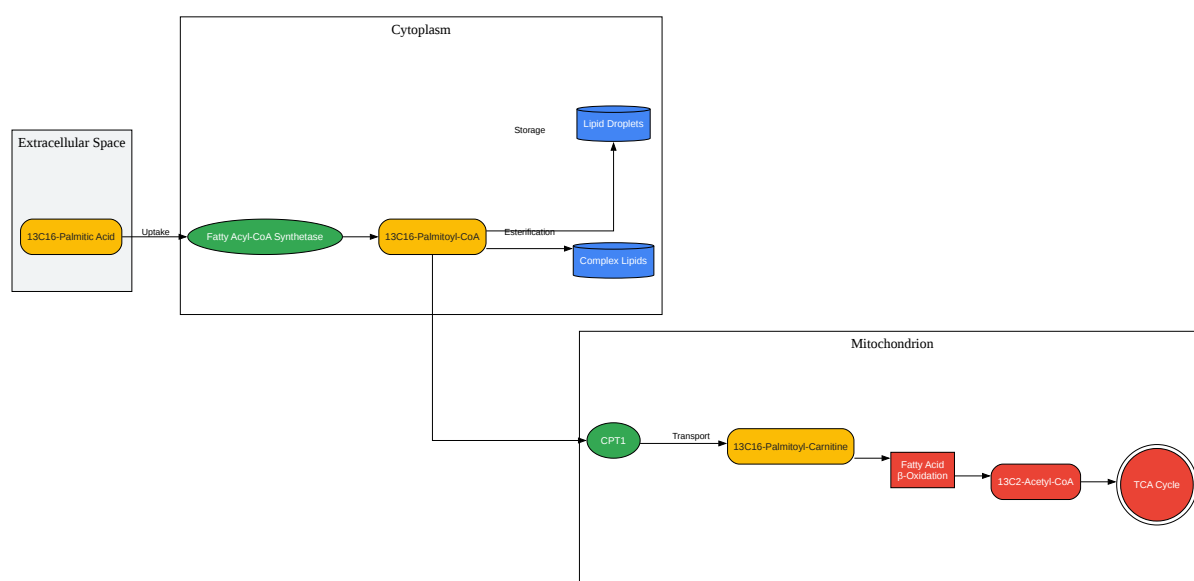 Cytoplasm
Extracellular Space
Storage
Lipid Droplets
13C16-Palmitic Acid
Uptake
Fatty Acyl-CoA Synthetase
13C16-Palmitoyl-CoA
Esterification
Complex Lipids
Mitochondrion
CPT1
Transport
13C16-Palmitoyl-Carnitine
Fatty Acid
β-Oxidation
13C2-Acetyl-CoA
TCA Cycle